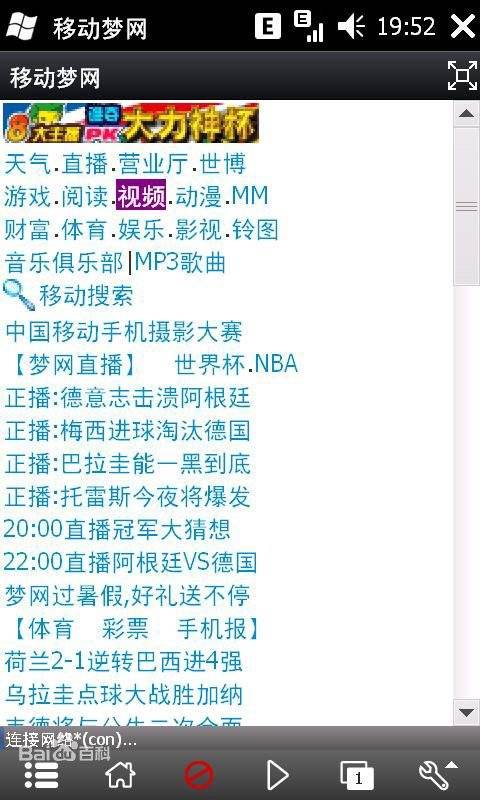 移动梦网 E E 19:52
移动梦网
8大王牌 PK 大力神杯
天气.直播.营业厅.世博
游戏.阅读.视频.动漫.MM
财富.体育.娱乐.影视.铃图
音乐俱乐部|MP3歌曲
移动搜索
中国移动手机摄影大赛
【梦网直播】 世界杯.NBA
正播:德意志击溃阿根廷
正播:梅西进球淘汰德国
正播:巴拉圭能一黑到底
正播:托雷斯今夜将爆发
20:00直播冠军大猜想
22:00直播阿根廷VS德国
梦网过暑假,好礼送不停
【体育 彩票 手机报】
荷兰2-1逆转巴西进4强
乌拉圭点球大战胜加纳
连接网络*(con)...
Baidu百科
1